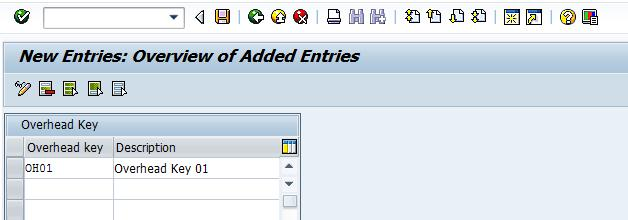 New Entries: Overview of Added Entries
Overhead Key
Overhead key Description
OH01 Overhead Key 01